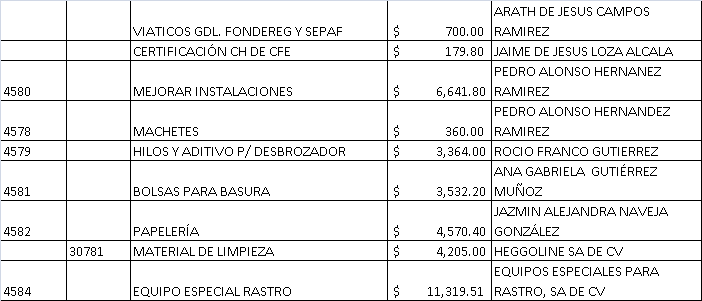 ARATH DE JESUS CAMPOS
VIATICOS GDL. FONDEREG Y SEPAF $ 700.00 RAMIREZ
CERTIFICACIÓN CH DE CFE $ 179.80 JAIME DE JESUS LOZA ALCALA
PEDRO ALONSO HERNANEZ
4580 MEJORAR INSTALACIONES $ 6,641.80 RAMIREZ
PEDRO ALONSO HERNANDEZ
4578 MACHETES $ 360.00 RAMIREZ
4579 HILOS Y ADITIVO P/ DESBROZADOR $ 3,364.00 ROCIO FRANCO GUTIERREZ
ANA GABRIELA  GUTIÉRREZ
4581 BOLSAS PARA BASURA $ 3,532.20 MUÑOZ
JAZMIN ALEJANDRA NAVEJA
4582 PAPELERÍA $ 4,570.40 GONZÁLEZ
30781 MATERIAL DE LIMPIEZA $ 4,205.00 HEGGOLINE SA DE CV
EQUIPOS ESPECIALES PARA
4584 EQUIPO ESPECIAL RASTRO $ 11,319.51 RASTRO, SA DE CV